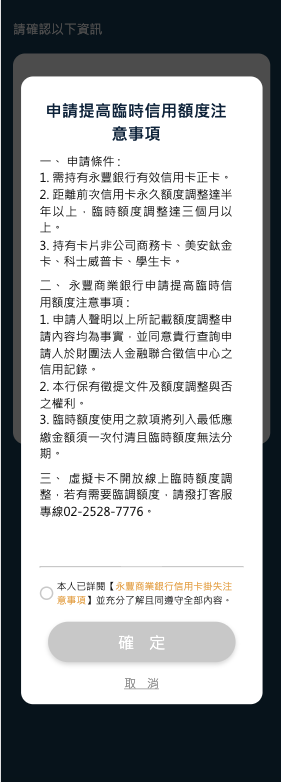 請確認以下資訊
申請提高臨時信用額度注
意事項
一、 申請條件：
1. 需持有永豐銀行有效信用卡正卡。
2. 距離前次信用卡永久額度調整達半
年以上，臨時額度調整達三個月以
上。
3. 持有卡片非公司商務卡、美安鈦金
卡、科士威普卡、學生卡。
二、 永豐商業銀行申請提高臨時信
用額度注意事項：
1. 申請人聲明以上所記載額度調整申
請內容均為事實，並同意貴行查詢申
請人於財團法人金融聯合徵信中心之
信用記錄。
2. 本行保有徵提文件及額度調整與否
之權利。
3. 臨時額度使用之款項將列入最低應
繳金額須一次付清且臨時額度無法分
期。
三、 虛擬卡不開放線上臨時額度調
整，若有需要臨調額度，請撥打客服
專線02-2528-7776。
本人已詳閱【永豐商業銀行信用卡掛失注
意事項】並充分了解且同遵守全部內容。
確 定
取 消